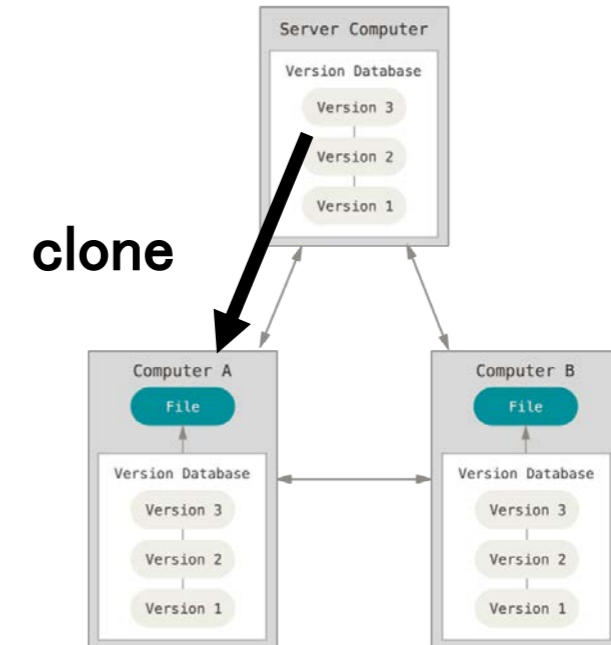 Server Computer
Version Database
Version 3
Version 2
Version 1
clone
Computer A
File
Version Database
Version 3
Version 2
Version 1
Computer B
File
Version Database
Version 3
Version 2
Version 1